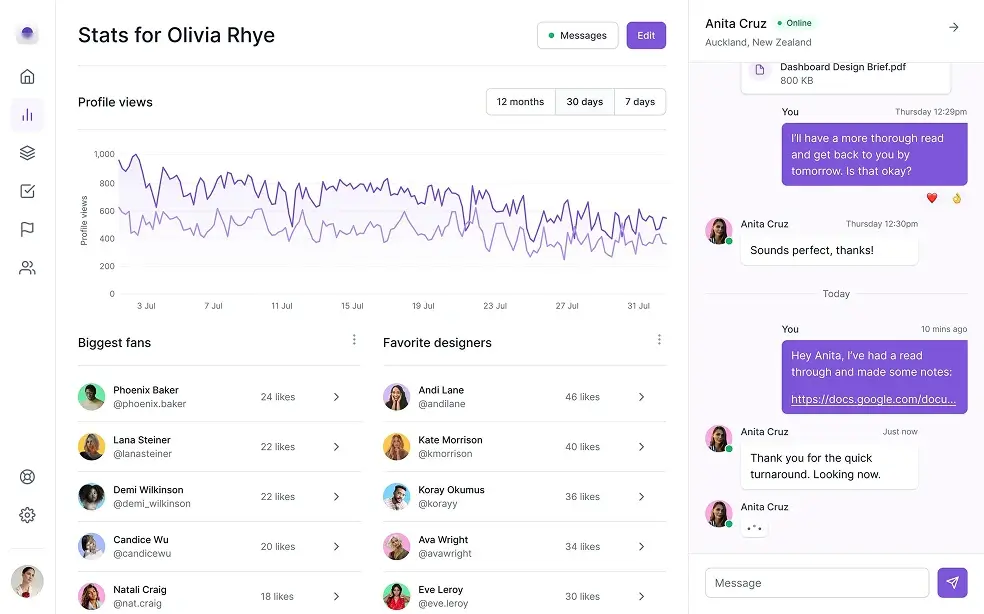 Stats for Olivia Rhye
Messages
Edit
Profile views
12 months
30 days
7 days
Profile views
1,000
800
600
400
200
0
3 Jul
7 Jul
11 Jul
15 Jul
19 Jul
23 Jul
27 Jul
31 Jul
Biggest fans
Phoenix Baker
@phoenix.baker
24 likes
Lana Steiner
@lanasteiner
22 likes
Demi Wilkinson
@demi_wilkinson
22 likes
Candice Wu
@candicewu
20 likes
Natali Craig
@nat.craig
18 likes
Favorite designers
Andi Lane
@andilane
46 likes
Kate Morrison
@kmorrison
40 likes
Koray Okumus
@korayy
36 likes
Ava Wright
@avawright
34 likes
Eve Leroy
@eve.leroy
30 likes
Anita Cruz
Online
Auckland, New Zealand
Dashboard Design Brief.pdf
800 KB
You
Thursday 12:29pm
I'll have a more thorough read
and get back to you by
tomorrow. Is that okay?
Anita Cruz
Thursday 12:30pm
Sounds perfect, thanks!
Today
You
10 mins ago
Hey Anita, I've had a read
through and made some notes:
https://docs.google.com/docu...
Anita Cruz
Just now
Thank you for the quick
turnaround. Looking now.
Anita Cruz
Message